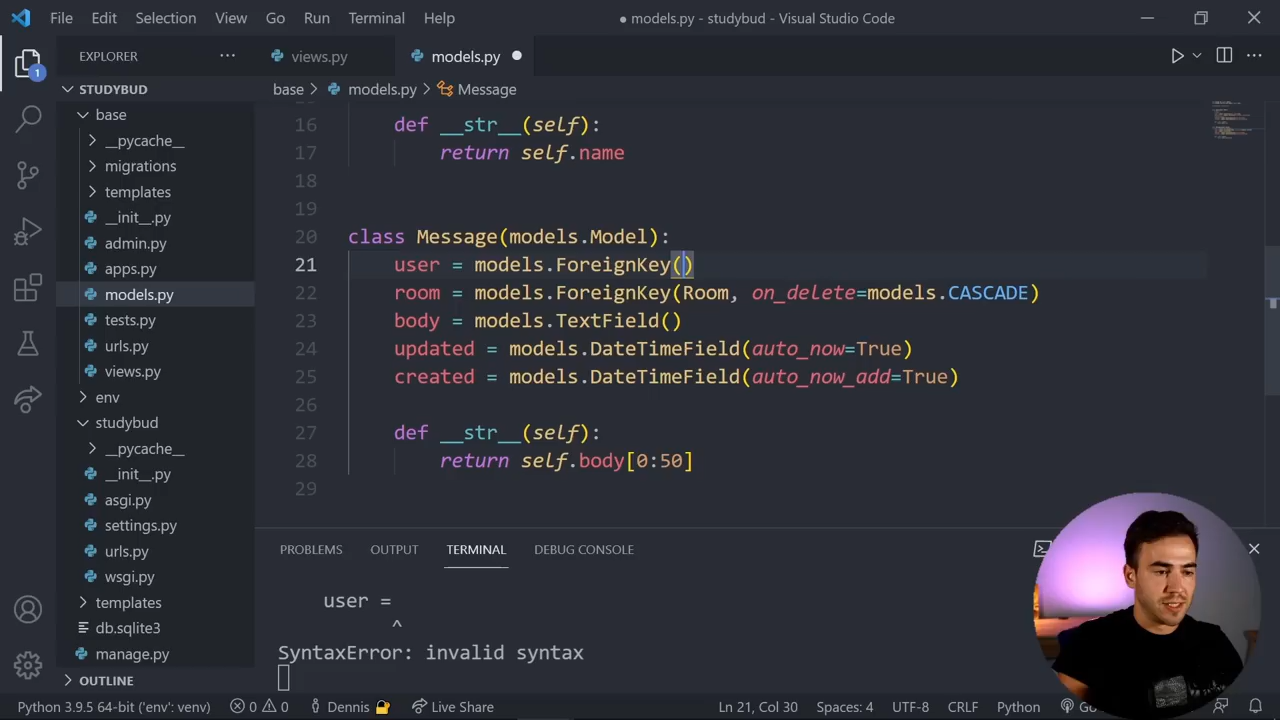 File Edit Selection View Go Run Terminal Help
● models.py - studybud - Visual Studio Code
EXPLORER
views.py
models.py
STUDYBUD
base > models.py > Message
base
__pycache__
migrations
templates
__init__.py
admin.py
apps.py
models.py
tests.py
urls.py
views.py
env
studybud
__pycache__
__init__.py
asgi.py
settings.py
urls.py
wsgi.py
templates
db.sqlite3
manage.py
OUTLINE
1
16 def __str__(self):
17 return self.name
18
19
20 class Message(models.Model):
21 user = models.ForeignKey()
22 room = models.ForeignKey(Room, on_delete=models.CASCADE)
23 body = models.TextField()
24 updated = models.DateTimeField(auto_now=True)
25 created = models.DateTimeField(auto_now_add=True)
26
27 def __str__(self):
28 return self.body[0:50]
29
PROBLEMS OUTPUT TERMINAL DEBUG CONSOLE
user =
^
SyntaxError: invalid syntax
Python 3.9.5 64-bit ('env': venv) 0 0 Dennis Live Share Ln 21, Col 30 Spaces: 4 UTF-8 CRLF Python